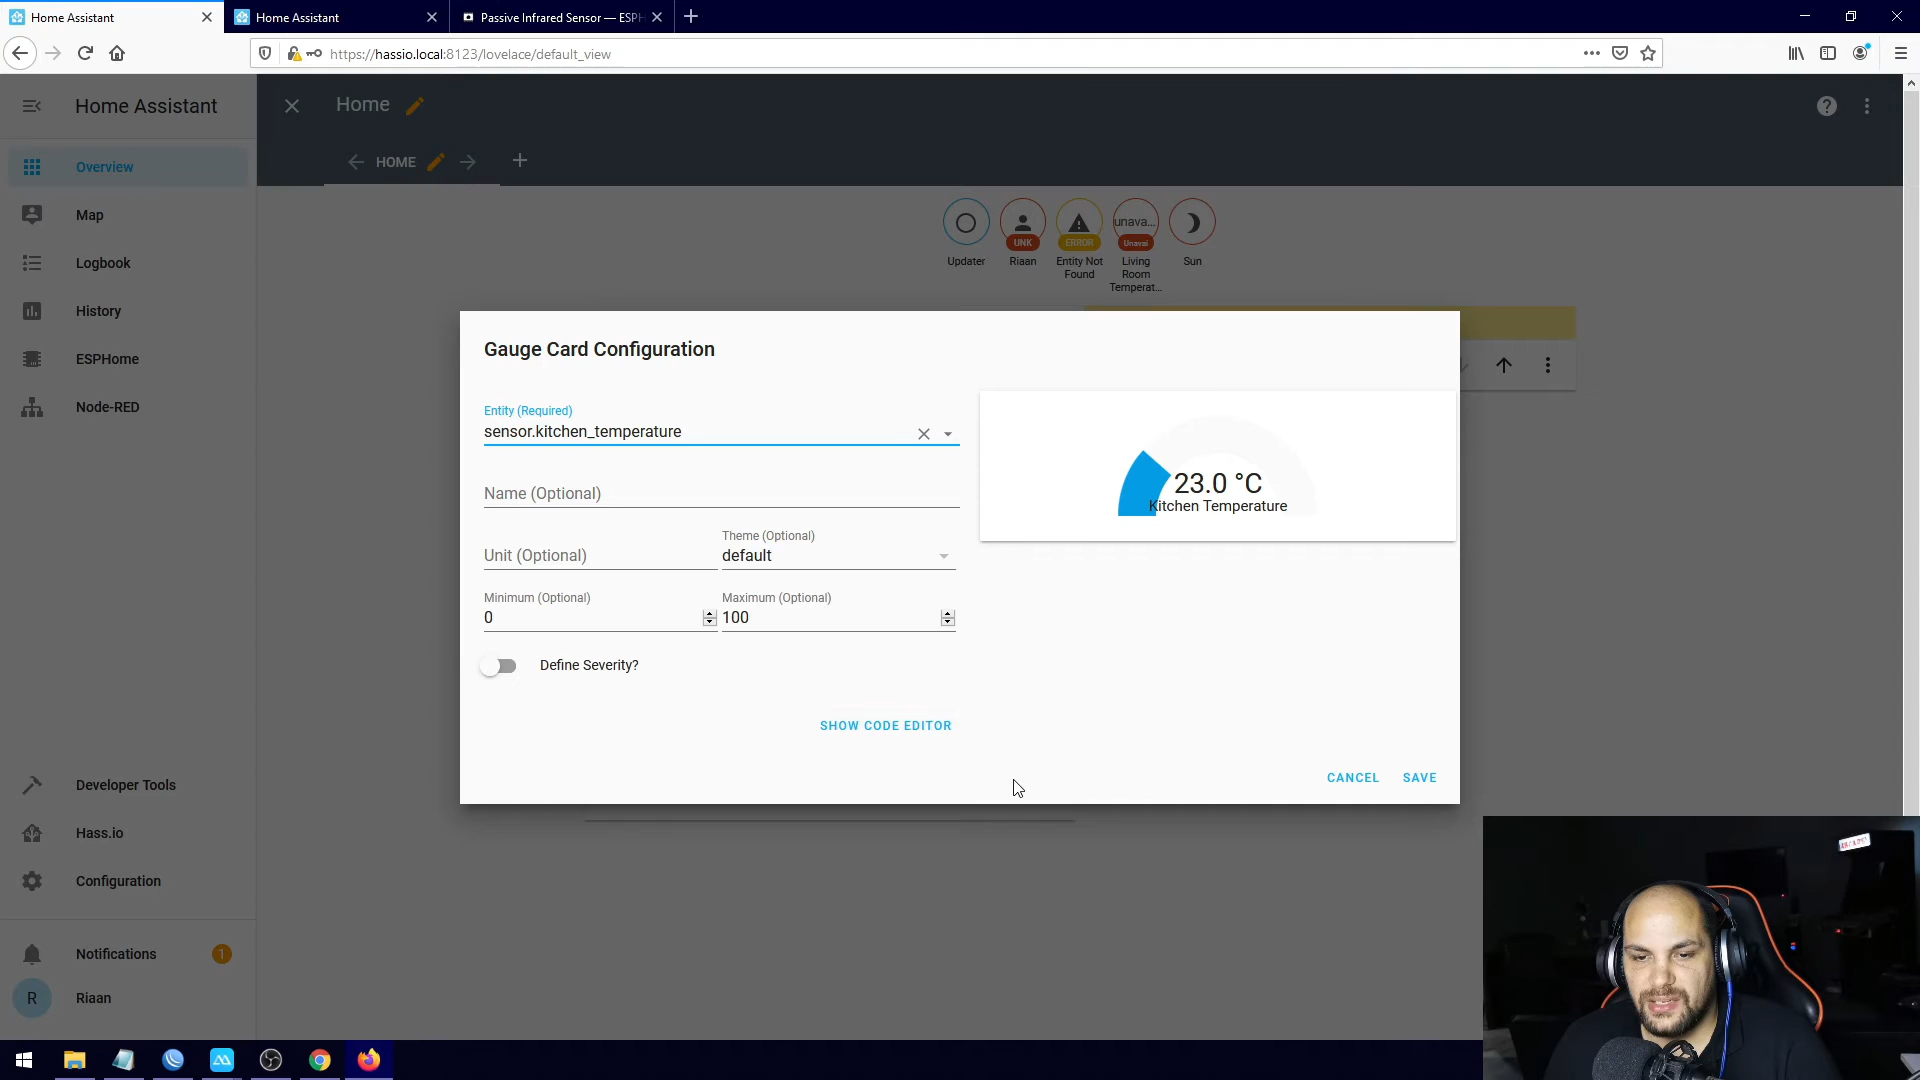 Home Assistant
Home Assistant
Passive Infrared Sensor — ESPH
https://hassio.local:8123/lovelace/default_view
Home Assistant
Home
HOME
Overview
Map
Logbook
History
ESPHome
Node-RED
Developer Tools
Hass.io
Configuration
Notifications
1
R
Riaan
unava...
UNK
ERROR
Unavai
Updater
Riaan
Entity Not
Found
Living
Room
Temperat...
Sun
Gauge Card Configuration
Entity (Required)
sensor.kitchen_temperature
Name (Optional)
Unit (Optional)
Theme (Optional)
default
Minimum (Optional)
0
Maximum (Optional)
100
Define Severity?
SHOW CODE EDITOR
23.0 °C
Kitchen Temperature
CANCEL
SAVE